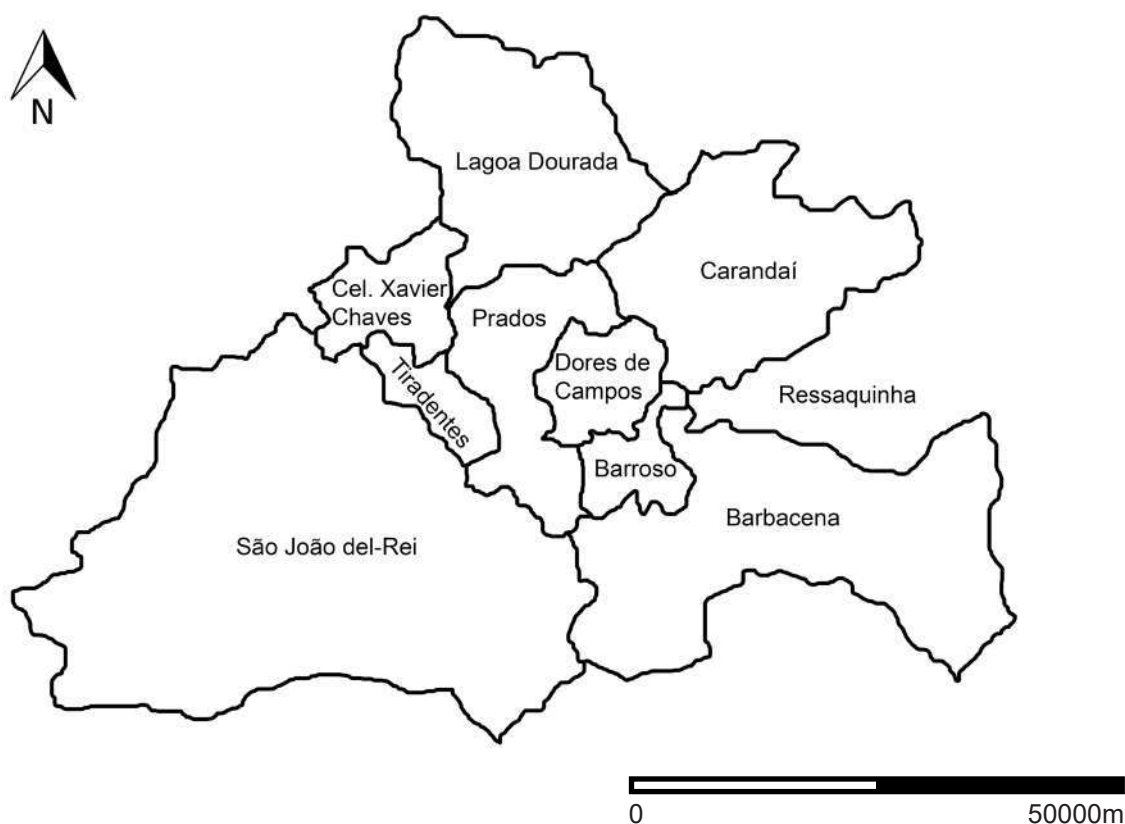 N
Lagoa Dourada
Carandaí
Cel. Xavier
Chaves
Prados
Dores de
Campos
Tiradentes
Ressaquinha
Barroso
Barbacena
São João del-Rei
0
50000m